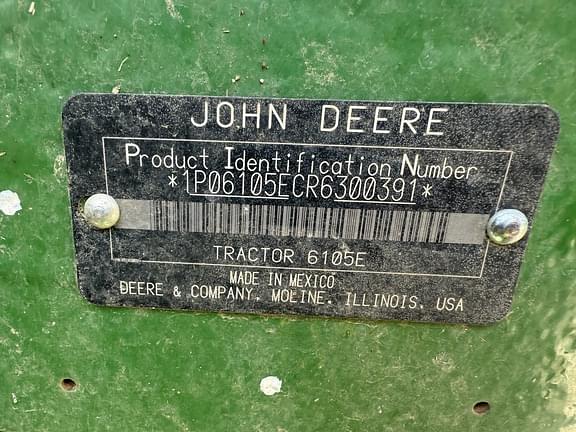 JOHN DEERE
Product Identification Number
*1P06105ECR6300391*
TRACTOR 6105E
MADE IN MEXICO
DEERE & COMPANY, MOLINE, ILLINOIS, USA